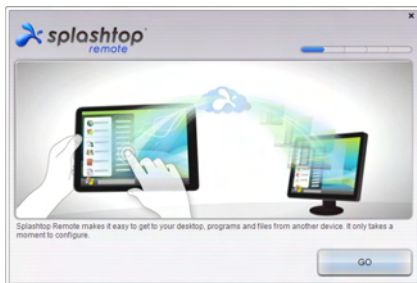 splashtop
remote
Splashtop Remote makes it easy to get to your desktop, programs and files from another device. It only takes a
moment to configure.
GO